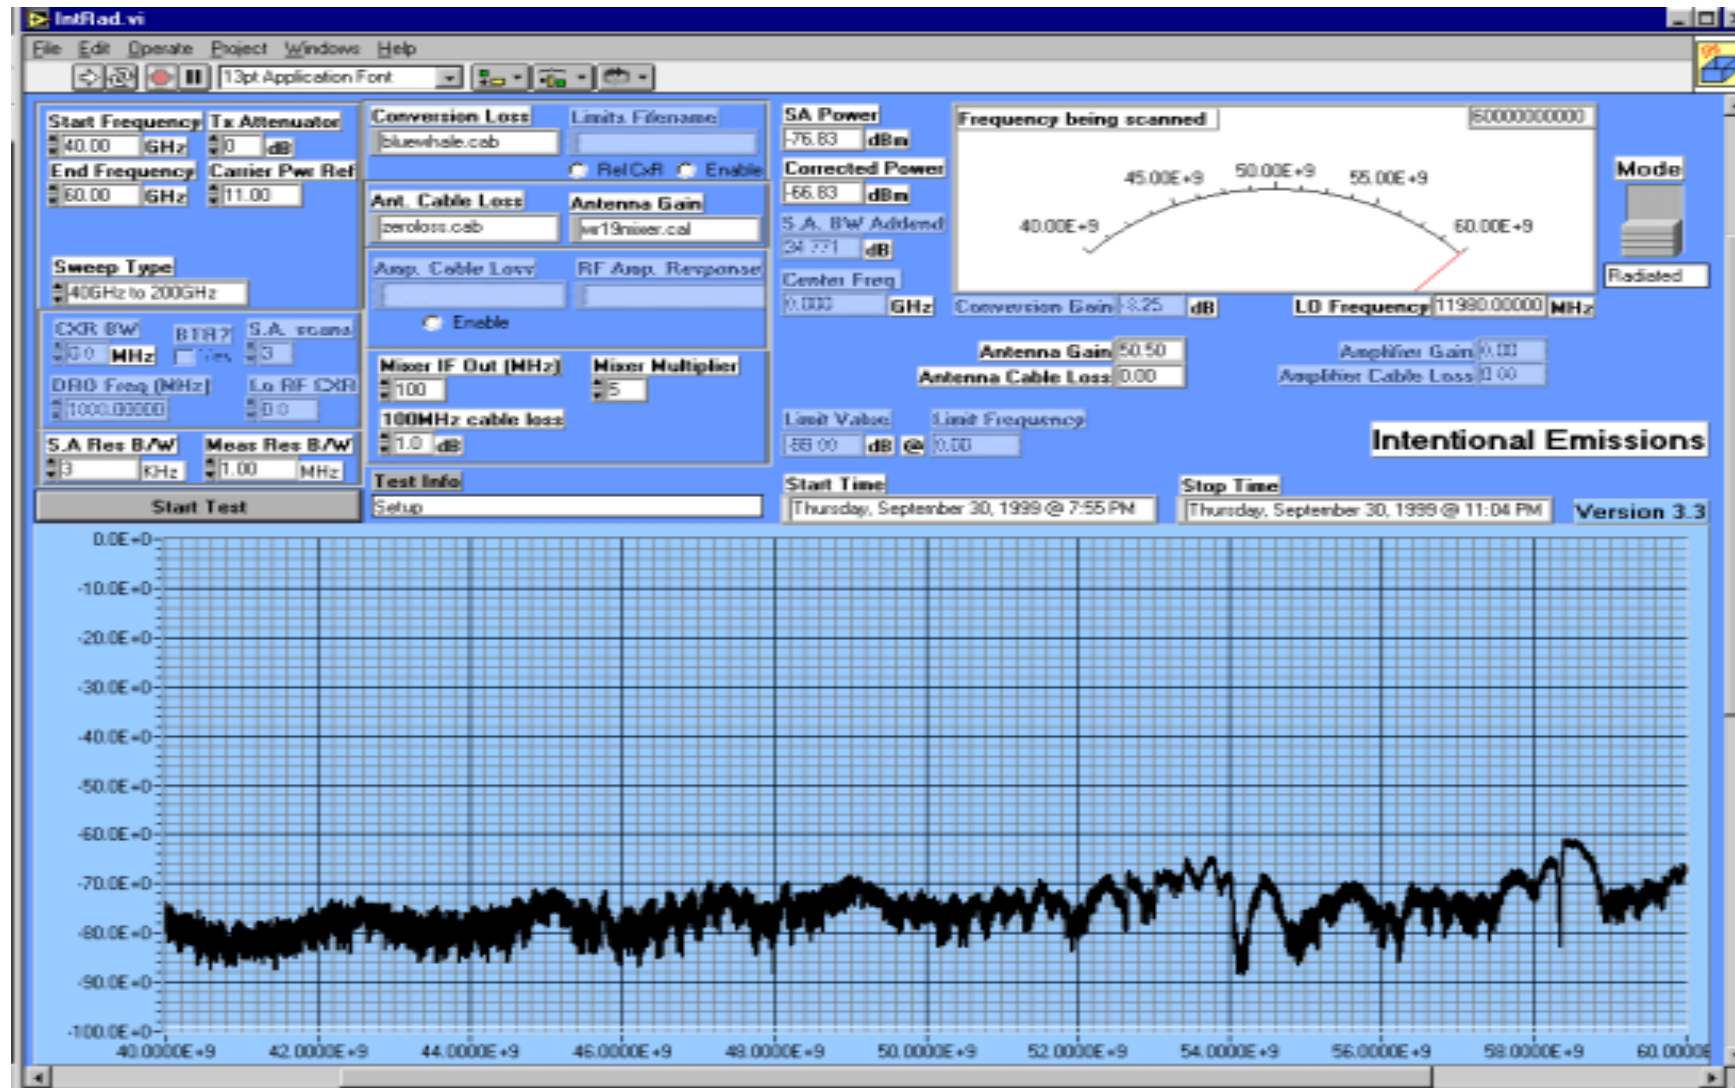 IntRad.vi
File Edit Operate Project Windows Help
13pt Application Font
Start Frequency Tx Attenuator
40.00 GHz 0 dB
End Frequency Carrier Pwr Ref
60.00 GHz 11.00
Sweep Type
40GHz to 200GHz
CXR BW BTR? S.A. scans
0.0 MHz Yes 3
DRO Freq (MHz) Lo RF CXR
1000.00000 0.0
S.A Res B/W Meas Res B/W
3 KHz 1.00 MHz
Start Test
Conversion Loss Limits Filename
bluewhale.cab
Rel CxR Enable
Ant. Cable Loss Antenna Gain
zeroloss.cab wr19mixer.cal
Amp. Cable Loss RF Amp. Response
Enable
Mixer IF Out (MHz) Mixer Multiplier
100 5
100MHz cable loss
1.0 dB
Test Info
Setup
SA Power
-76.83 dBm
Corrected Power
-66.83 dBm
S.A. BW Addend
24.771 dB
Center Freq
0.000 GHz
Frequency being scanned 60000000000
40.00E+9 45.00E+9 50.00E+9 55.00E+9 60.00E+9
Mode
Radiated
Conversion Gain dB LO Frequency 11980.00000 MHz
Antenna Gain 50.50 Amplifier Gain 0.00
Antenna Cable Loss 0.00 Amplifier Cable Loss 0.00
Limit Value Limit Frequency
dB @ 0.00
Intentional Emissions
Start Time Stop Time
Thursday, September 30, 1999 @ 7:55 PM Thursday, September 30, 1999 @ 11:04 PM
Version 3.3
0.0E+0
-10.0E+0
-20.0E+0
-30.0E+0
-40.0E+0
-50.0E+0
-60.0E+0
-70.0E+0
-80.0E+0
-90.0E+0
-100.0E+0
40.0000E+9 42.0000E+9 44.0000E+9 46.0000E+9 48.0000E+9 50.0000E+9 52.0000E+9 54.0000E+9 56.0000E+9 58.0000E+9 60.0000E